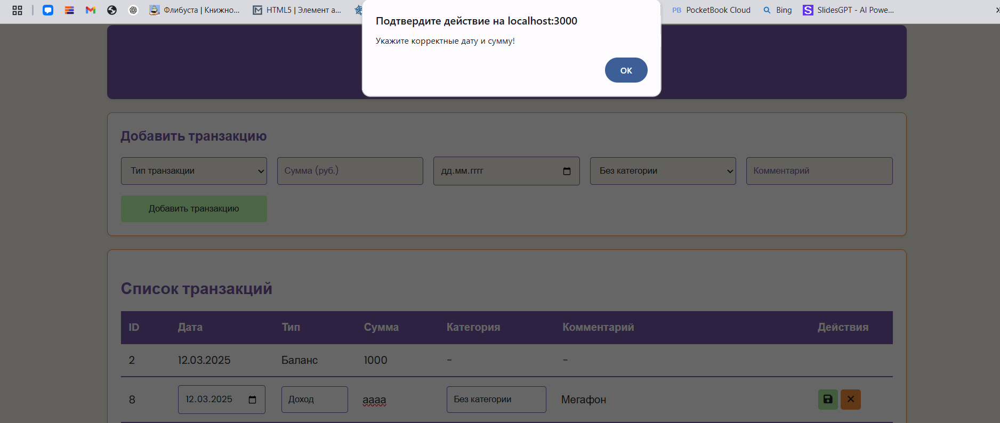 Флибуста | Книжно...
HTML5 | Элемент a...
PB PocketBook Cloud
Bing
S SlidesGPT - AI Powe...
Подтвердите действие на localhost:3000
Укажите корректные дату и сумму!
ОК
Добавить транзакцию
Тип транзакции
Сумма (руб.)
дд.мм.гггг
Без категории
Комментарий
Добавить транзакцию
Список транзакций
ID Дата Тип Сумма Категория Комментарий Действия
2 12.03.2025 Баланс 1000 - -
8 12.03.2025 Доход аааа Без категории Мегафон